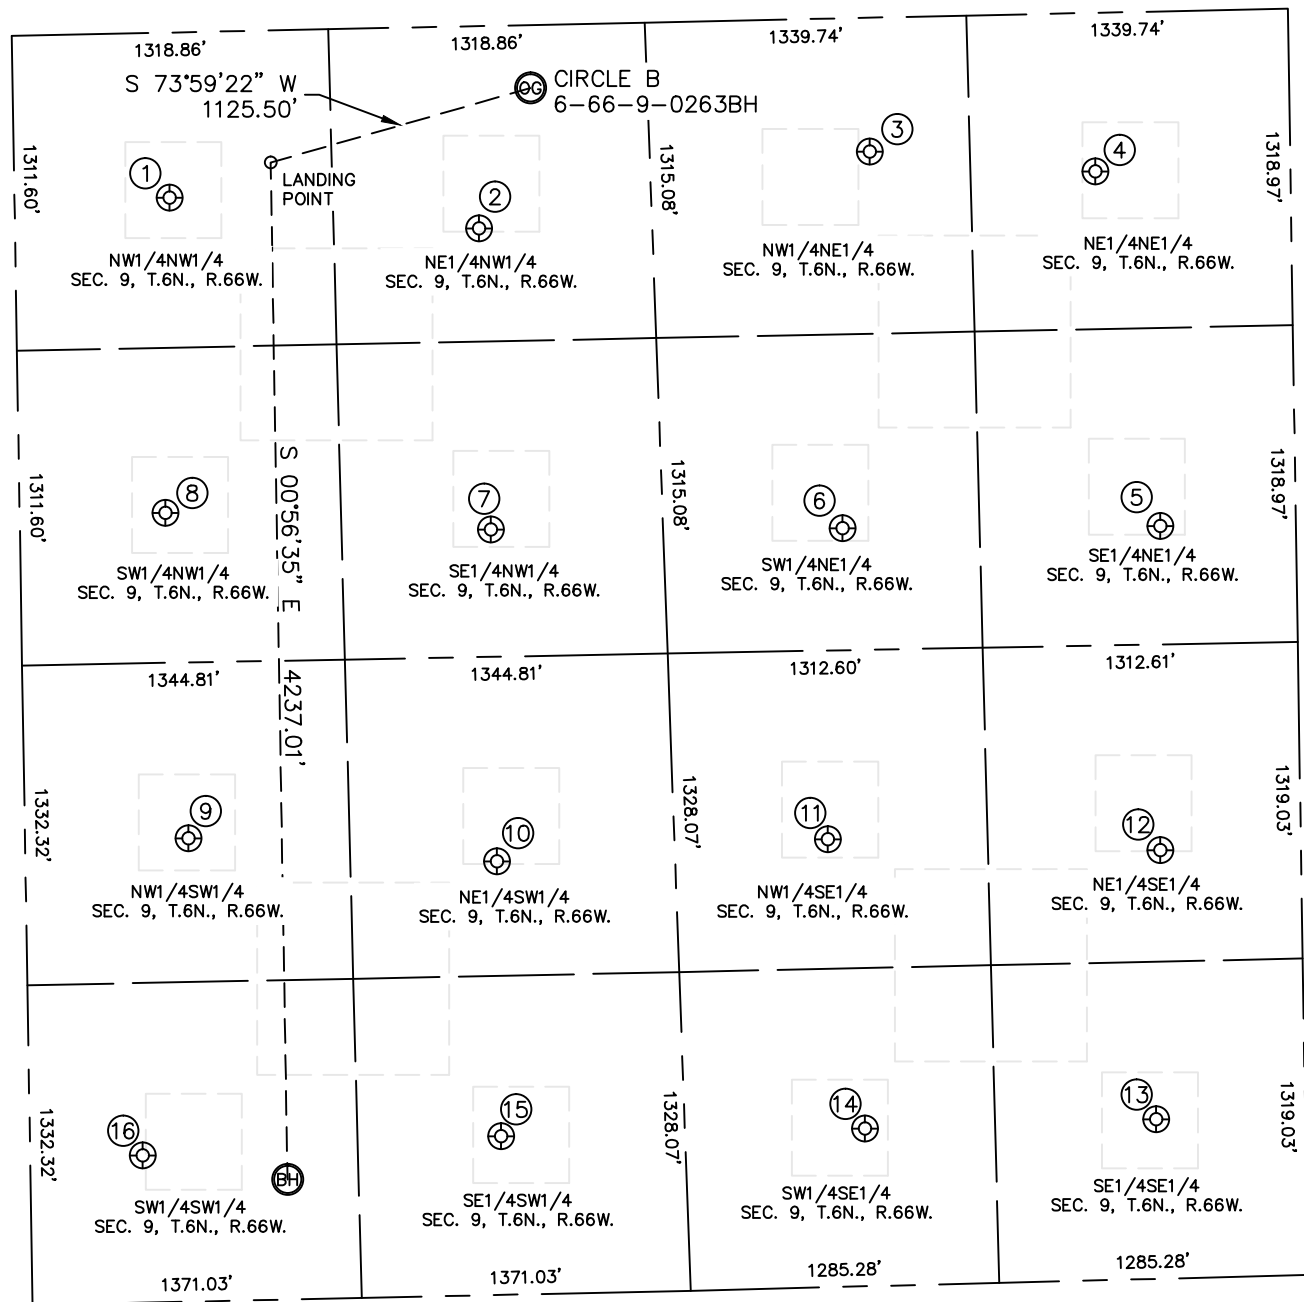 1318.86'
1318.86'
1339.74'
1339.74'
S 73°59'22" W
1125.50'
OG
CIRCLE B
6-66-9-0263BH
1311.60'
1
LANDING
POINT
2
1315.08'
3
4
1318.97'
NW1/4NW1/4
SEC. 9, T.6N., R.66W.
NE1/4NW1/4
SEC. 9, T.6N., R.66W.
NW1/4NE1/4
SEC. 9, T.6N., R.66W.
NE1/4NE1/4
SEC. 9, T.6N., R.66W.
1311.60'
8
S 00°56'35" E 4237.01'
7
1315.08'
6
5
1318.97'
SW1/4NW1/4
SEC. 9, T.6N., R.66W.
SE1/4NW1/4
SEC. 9, T.6N., R.66W.
SW1/4NE1/4
SEC. 9, T.6N., R.66W.
SE1/4NE1/4
SEC. 9, T.6N., R.66W.
1344.81'
1344.81'
1312.60'
1312.61'
1332.32'
9
10
1328.07'
11
12
1319.03'
NW1/4SW1/4
SEC. 9, T.6N., R.66W.
NE1/4SW1/4
SEC. 9, T.6N., R.66W.
NW1/4SE1/4
SEC. 9, T.6N., R.66W.
NE1/4SE1/4
SEC. 9, T.6N., R.66W.
1332.32'
16
BH
15
1328.07'
14
13
1319.03'
SW1/4SW1/4
SEC. 9, T.6N., R.66W.
SE1/4SW1/4
SEC. 9, T.6N., R.66W.
SW1/4SE1/4
SEC. 9, T.6N., R.66W.
SE1/4SE1/4
SEC. 9, T.6N., R.66W.
1371.03'
1371.03'
1285.28'
1285.28'